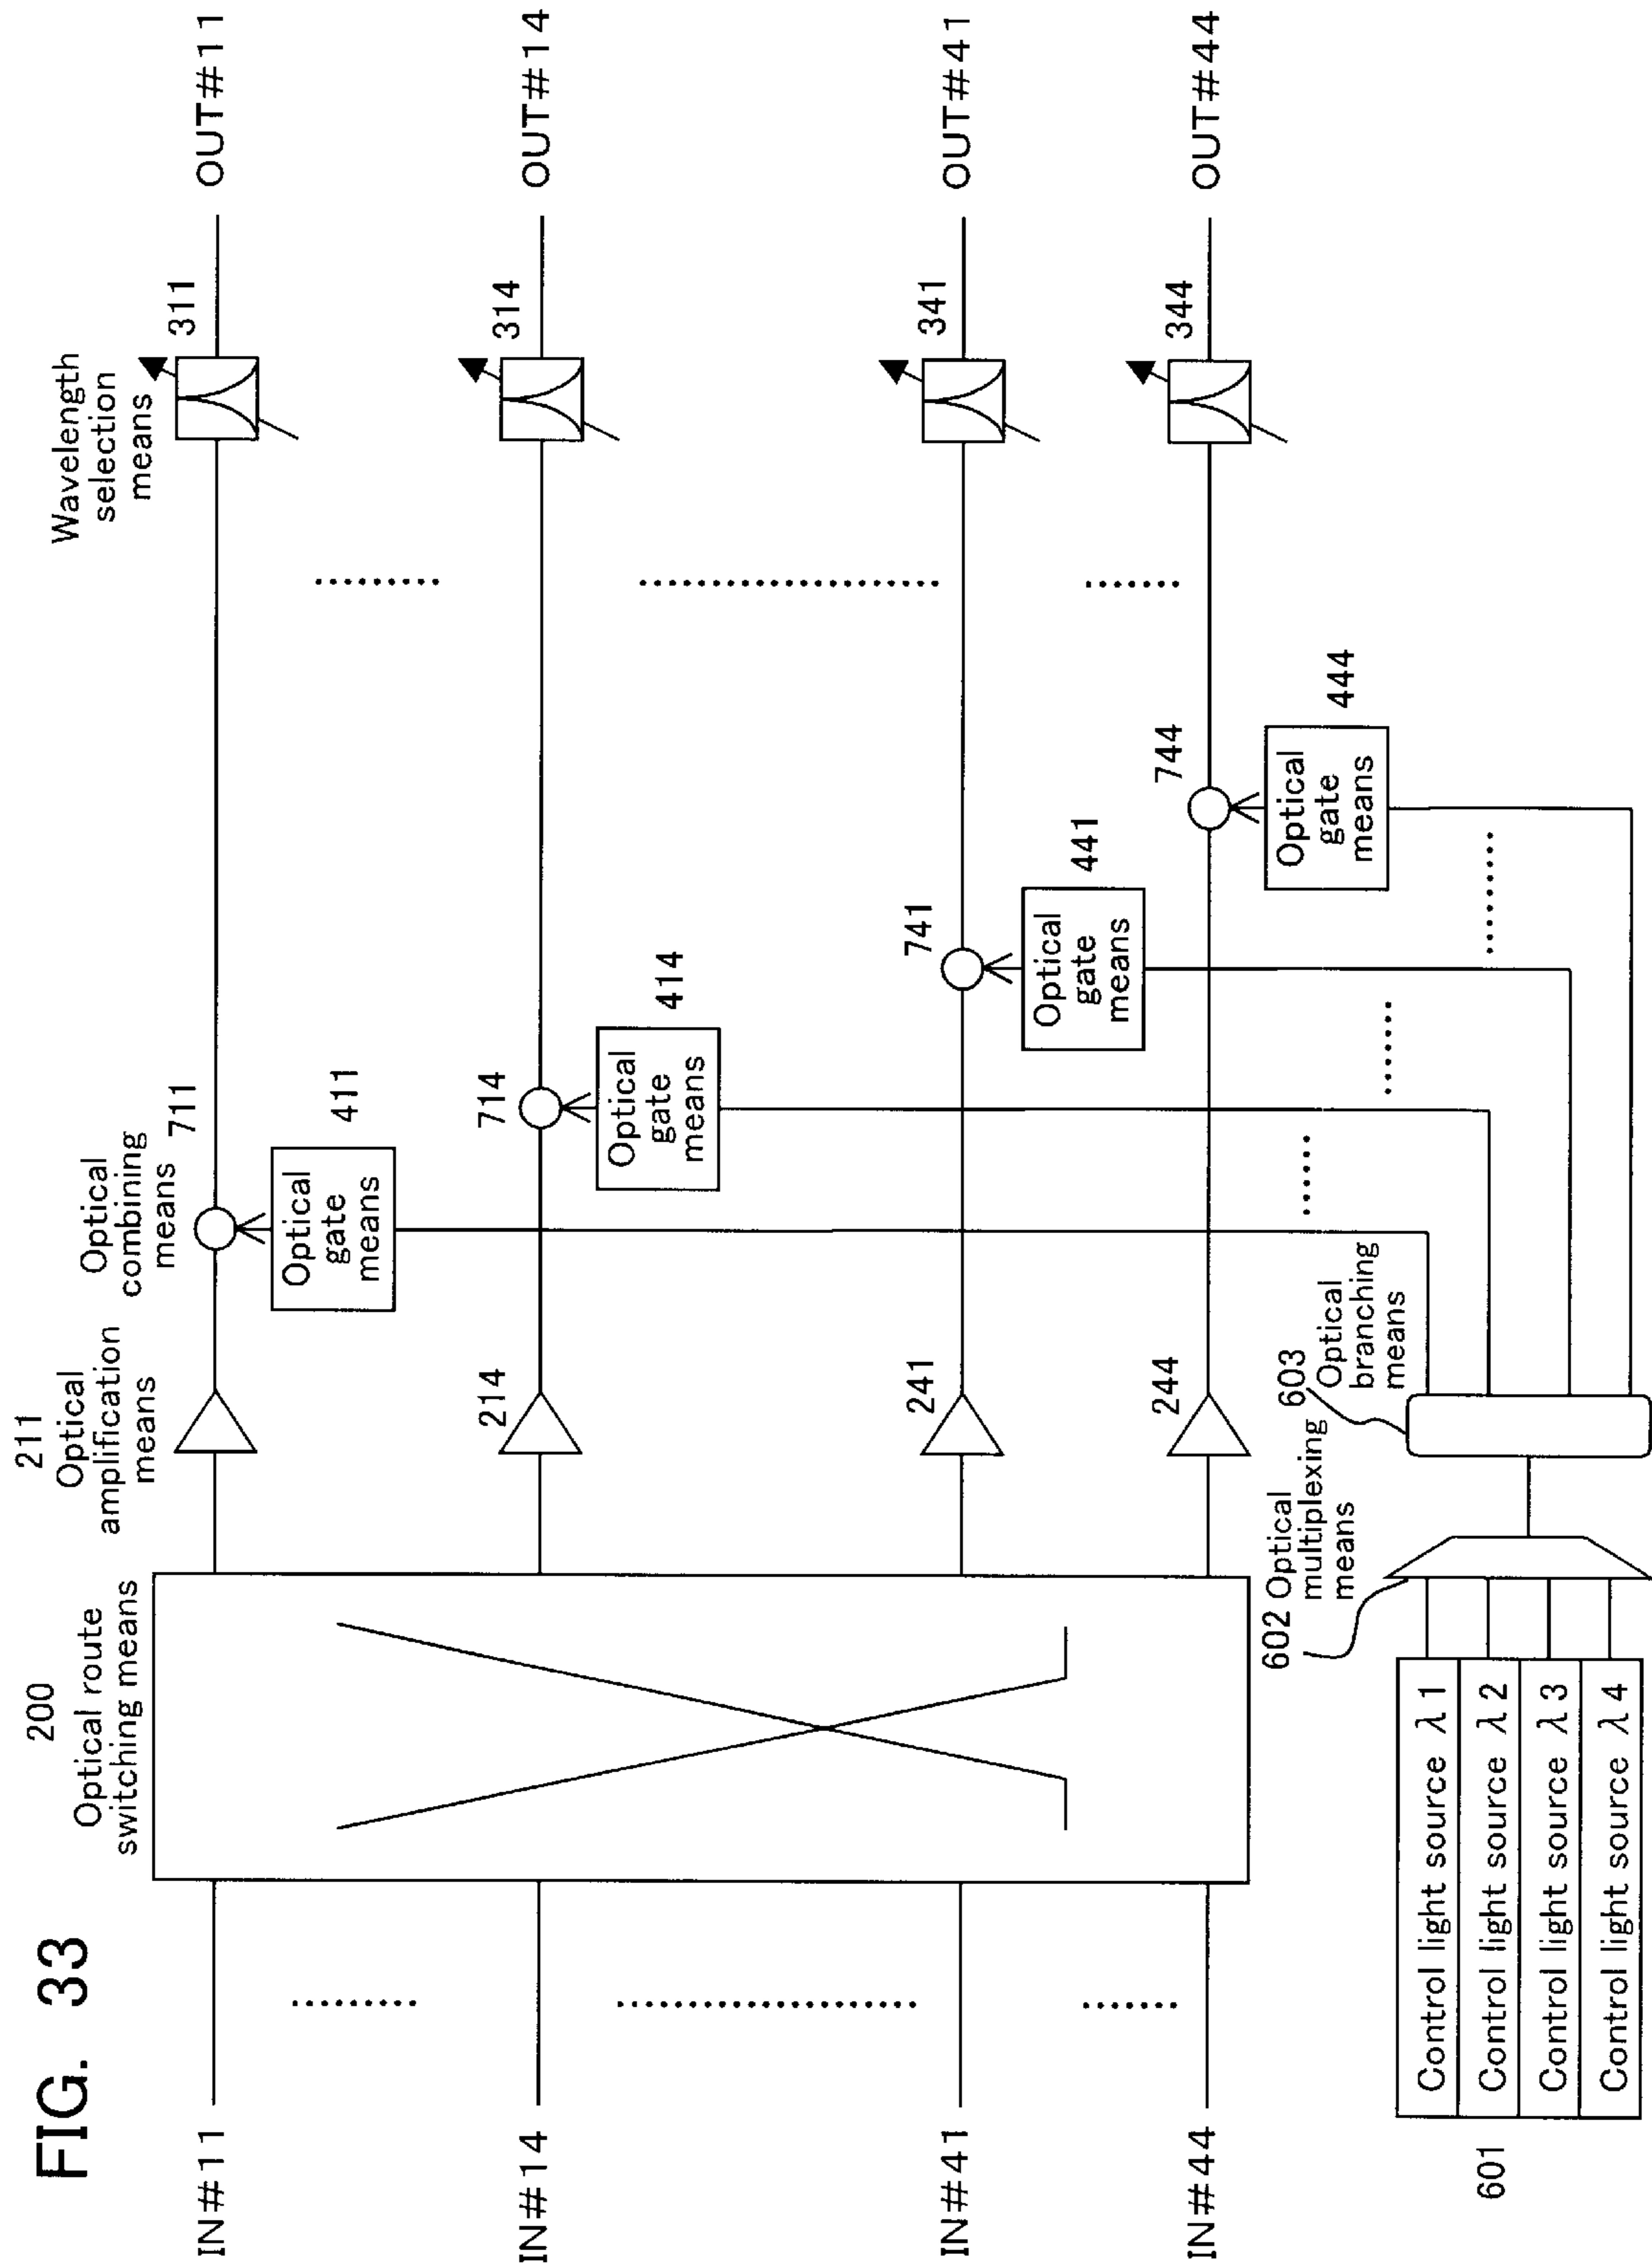 FIG. 33
200
Optical route
switching means
211
Optical
amplification
means
Optical
combining
means
711
Wavelength
selection
means
311
IN#11
OUT#11
411
Optical
gate
means
IN#14
214
714
314
OUT#14
414
Optical
gate
means
IN#41
241
741
341
OUT#41
441
Optical
gate
means
IN#44
244
744
344
OUT#44
444
Optical
gate
means
602
Optical
multiplexing
means
603
Optical
branching
means
601
Control light source λ1
Control light source λ2
Control light source λ3
Control light source λ4